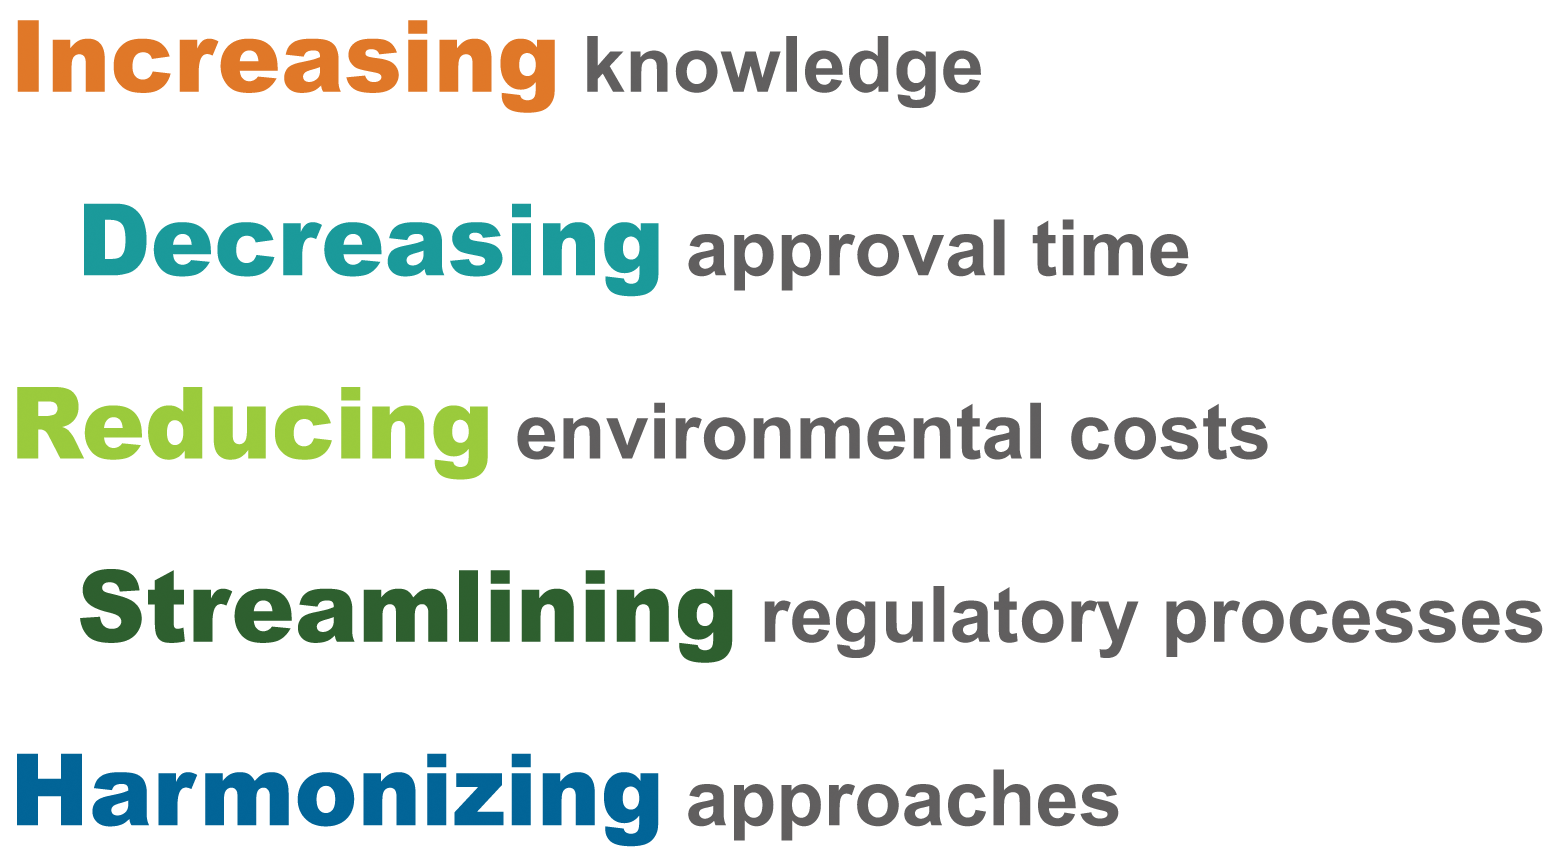 Increasing knowledge
Decreasing approval time
Reducing environmental costs
Streamlining regulatory processes
Harmonizing approaches